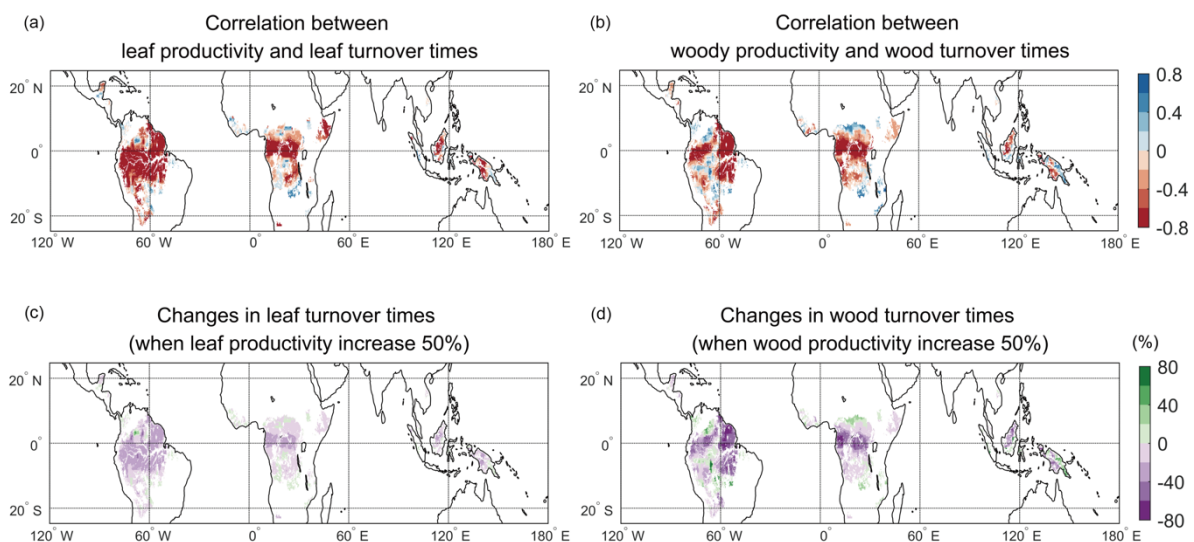 (a)
Correlation between
leaf productivity and leaf turnover times
20° N
0°
20° S
120° W
60° W
0°
60° E
120° E
180° E
(b)
Correlation between
woody productivity and wood turnover times
20° N
0°
20° S
120° W
60° W
0°
60° E
120° E
180° E
0.8
0.4
0
-0.4
-0.8
(c)
Changes in leaf turnover times
(when leaf productivity increase 50%)
20° N
0°
20° S
120° W
60° W
0°
60° E
120° E
180° E
(d)
Changes in wood turnover times
(when wood productivity increase 50%)
20° N
0°
20° S
120° W
60° W
0°
60° E
120° E
180° E
(%)
80
40
0
-40
-80